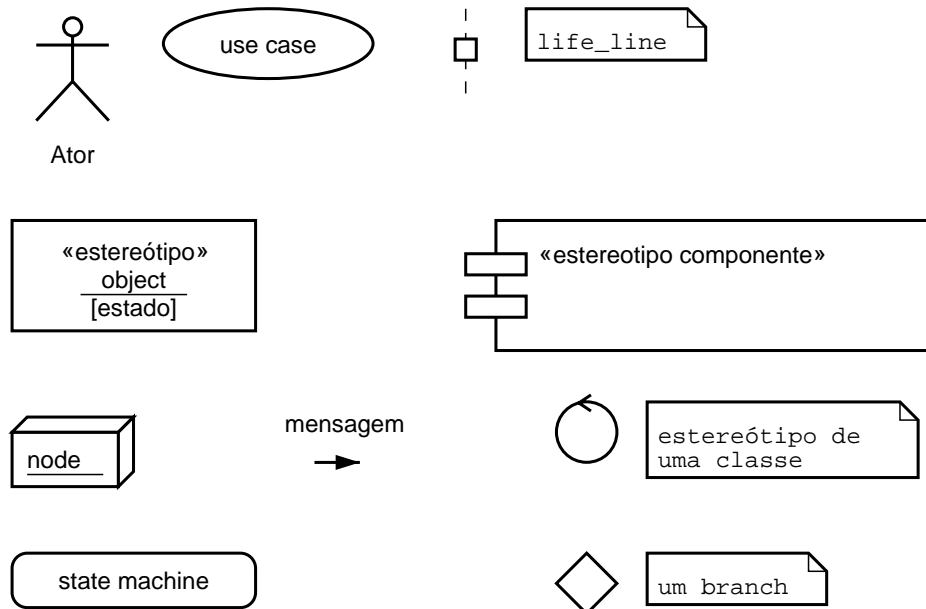 use case
life_line
Ator
«estereótipo»
object
[estado]
«estereotipo componente»
node
mensagem
estereótipo de
uma classe
state machine
um branch